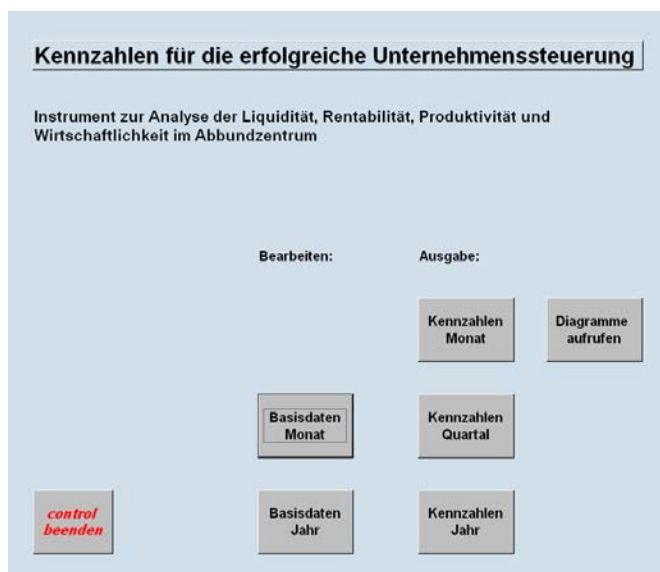 Kennzahlen für die erfolgreiche Unternehmenssteuerung
Instrument zur Analyse der Liquidität, Rentabilität, Produktivität und
Wirtschaftlichkeit im Abbundzentrum
Bearbeiten:
Ausgabe:
Kennzahlen
Monat
Diagramme
aufrufen
Basisdaten
Monat
Kennzahlen
Quartal
control
beenden
Basisdaten
Jahr
Kennzahlen
Jahr